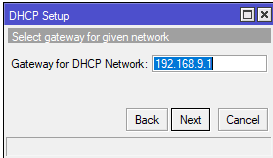 DHCP Setup
Select gateway for given network
Gateway for DHCP Network: 192.168.9.1
Back Next Cancel